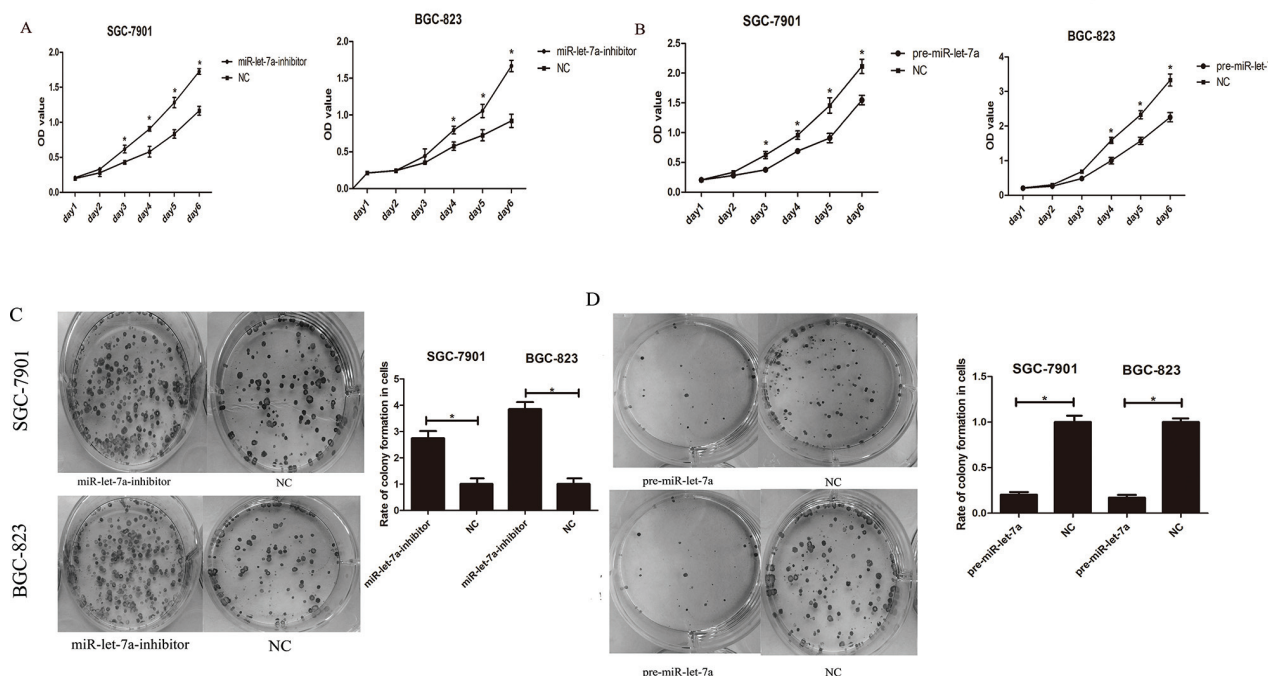 A
SGC-7901
miR-let-7a-inhibitor
NC
OD value
2.0
1.5
1.0
0.5
0.0
day1
day2
day3
day4
day5
day6
*
*
*
*
BGC-823
miR-let-7a-inhibitor
NC
OD value
2.0
1.5
1.0
0.5
0.0
day1
day2
day3
day4
day5
day6
*
*
*
B
SGC-7901
pre-miR-let-7a
NC
OD value
2.5
2.0
1.5
1.0
0.5
0.0
day1
day2
day3
day4
day5
day6
*
*
*
*
BGC-823
pre-miR-let-
NC
OD value
4
3
2
1
0
day1
day2
day3
day4
day5
day6
*
*
*
C
SGC-7901
miR-let-7a-inhibitor
NC
BGC-823
miR-let-7a-inhibitor
NC
SGC-7901
BGC-823
Rate of colony formation in cells
5
4
3
2
1
0
*
*
miR-let-7a-inhibitor
NC
miR-let-7a-inhibitor
NC
D
pre-miR-let-7a
NC
pre-miR-let-7a
NC
SGC-7901
BGC-823
Rate of colony formation in cells
1.5
1.0
0.5
0.0
*
*
pre-miR-let-7a
NC
pre-miR-let-7a
NC